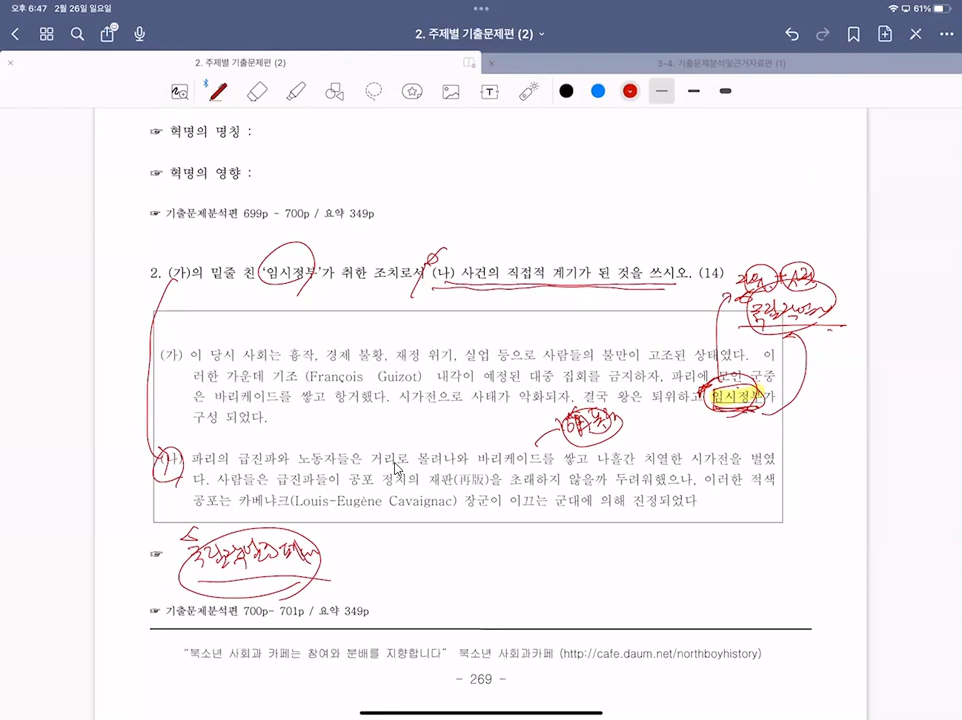 오후 6:47 2월 26일 일요일
61%
2. 주제별 기출문제편 (2)
2. 주제별 기출문제편 (2)
3-4. 기출문제분석및근거자료편 (1)
☞ 혁명의 명칭 :
☞ 혁명의 영향 :
☞ 기출문제분석편 699p - 700p / 요약 349p
2. (가)의 밑줄 친 '임시정부'가 취한 조치로서 (나) 사건의 직접적 계기가 된 것을 쓰시오. (14)
국립작업장
(가) 이 당시 사회는 흉작, 경제 불황, 재정 위기, 실업 등으로 사람들의 불만이 고조된 상태였다. 이
러한 가운데 기조 (François Guizot) 내각이 예정된 대중 집회를 금지하자, 파리에 모인 군중
은 바리케이드를 쌓고 항거했다. 시가전으로 사태가 악화되자, 결국 왕은 퇴위하고 임시정부가
구성 되었다.
(나) 파리의 급진파와 노동자들은 거리로 몰려나와 바리케이드를 쌓고 나흘간 치열한 시가전을 벌였
다. 사람들은 급진파들이 공포 정치의 재판(再版)을 초래하지 않을까 두려워했으나, 이러한 적색
공포는 카베냐크(Louis-Eugène Cavaignac) 장군이 이끄는 군대에 의해 진정되었다
☞ 국립작업장 폐쇄
☞ 기출문제분석편 700p- 701p / 요약 349p
"북소년 사회과 카페는 참여와 분배를 지향합니다" 북소년 사회과카페 (http://cafe.daum.net/northboyhistory)
- 269 -